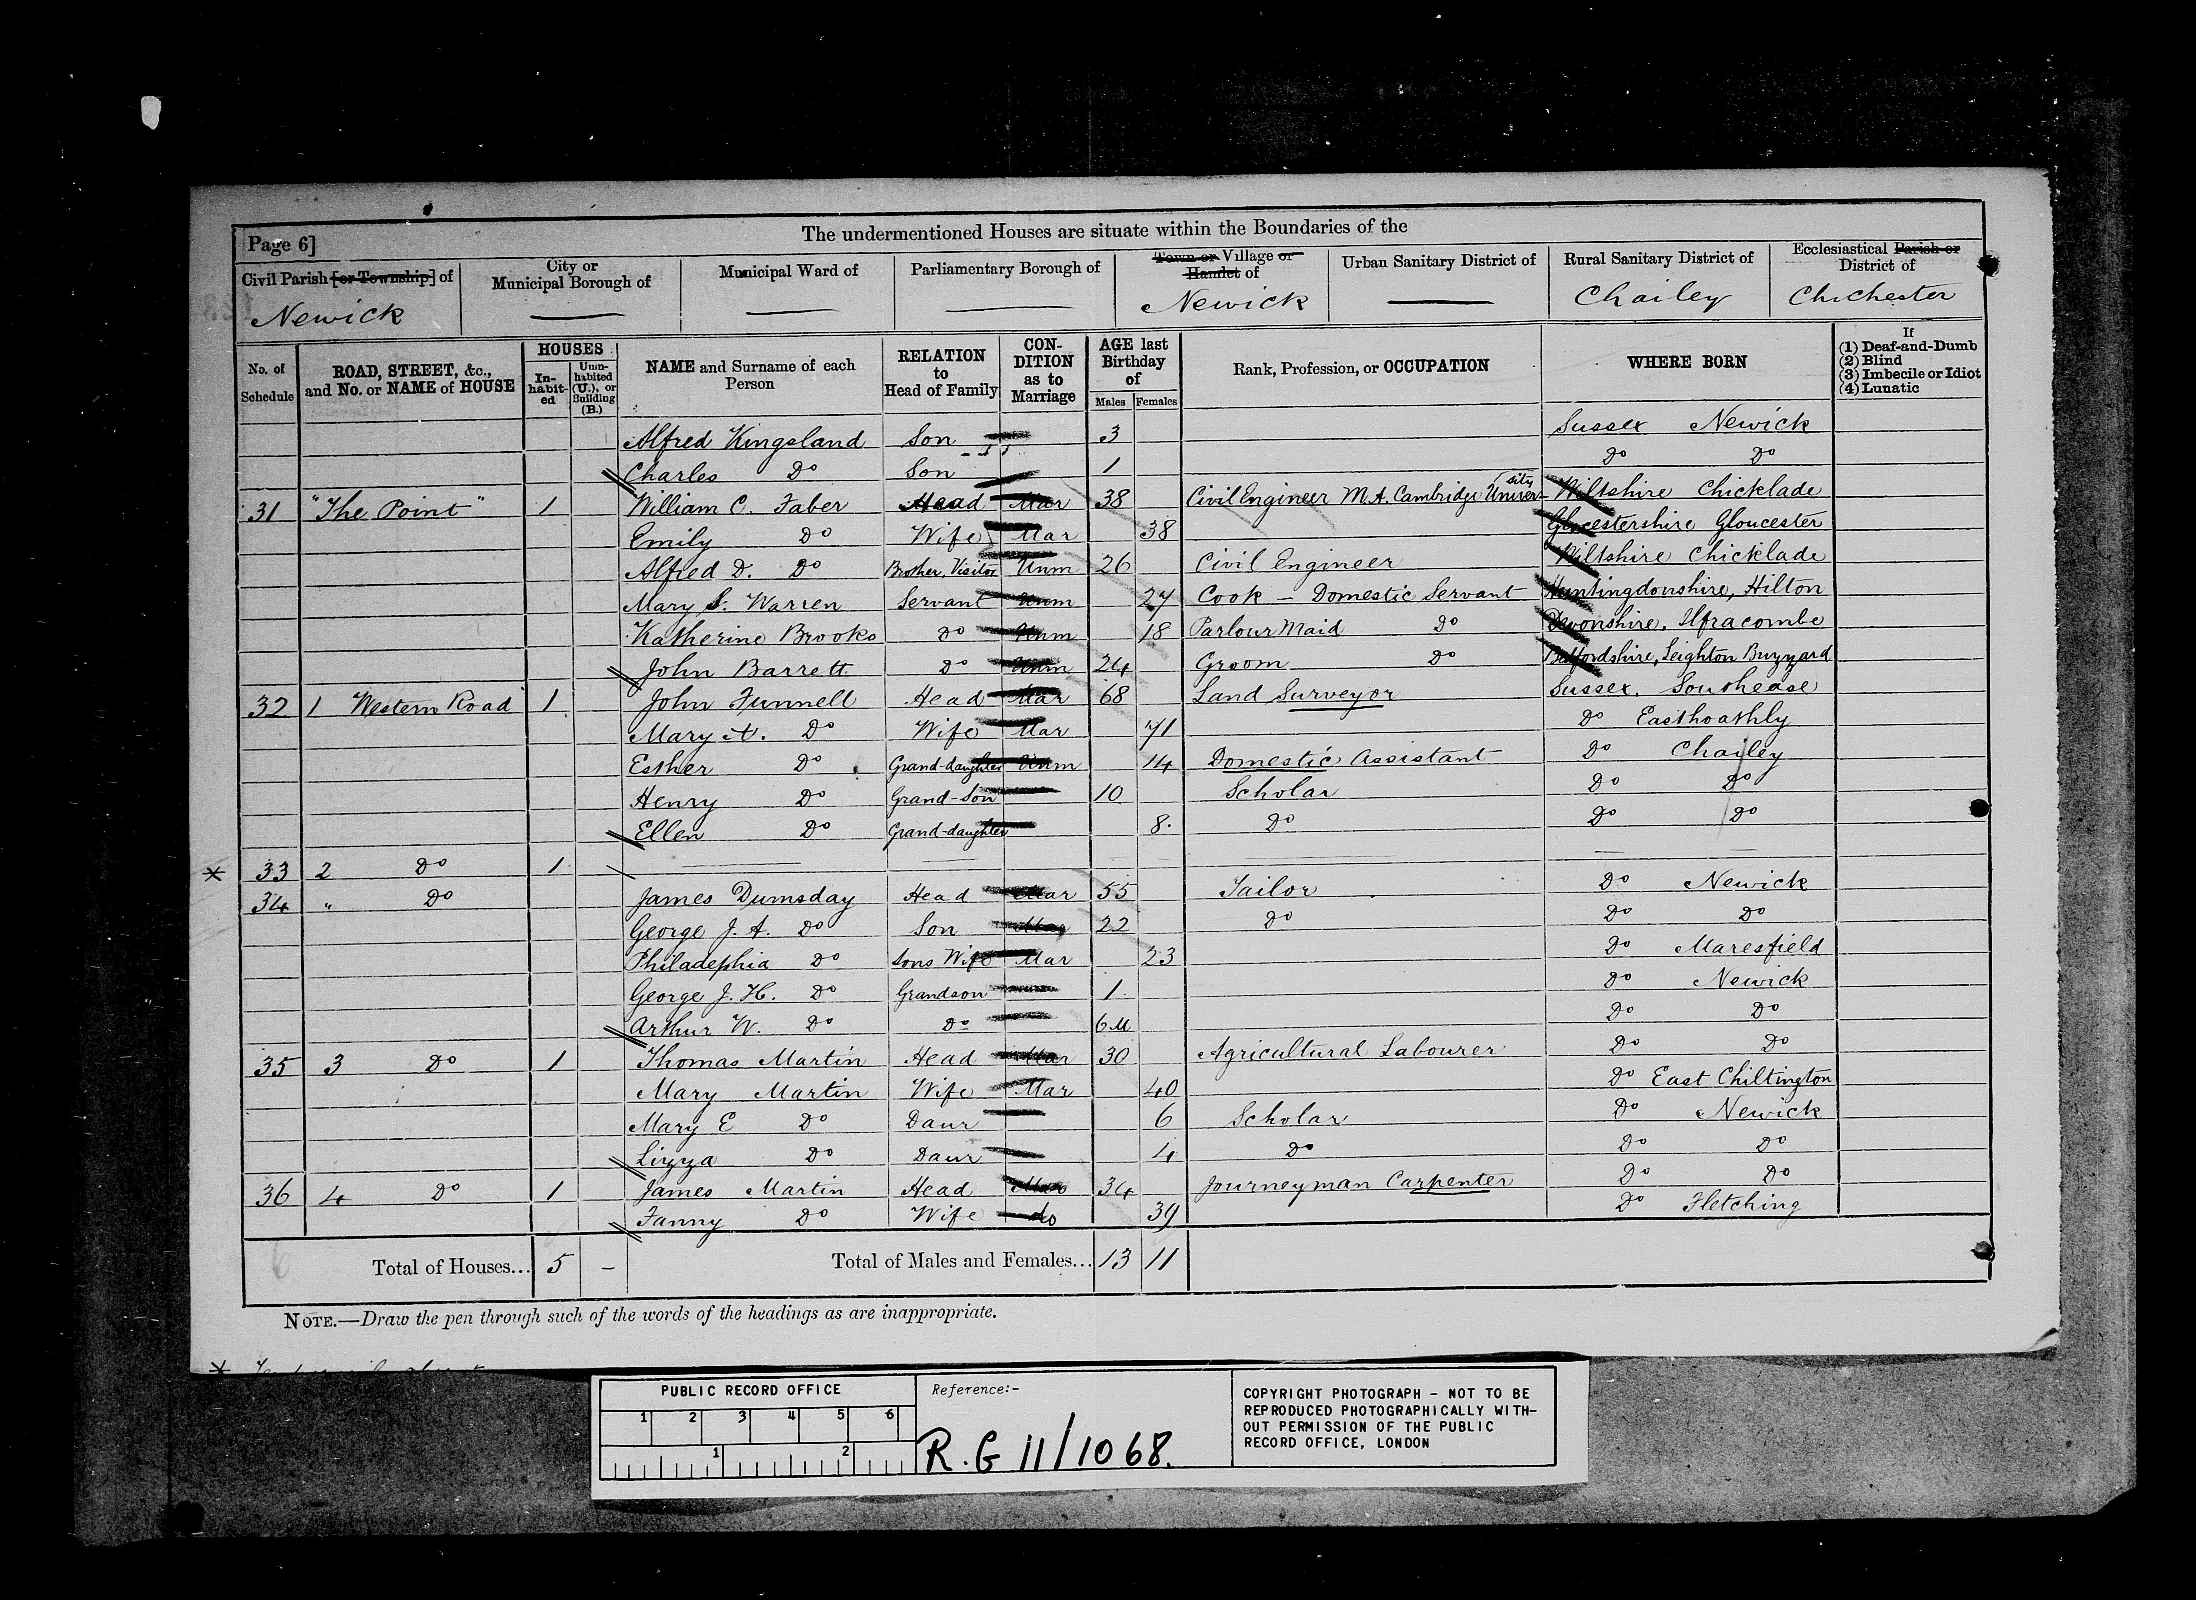 Page 6]
The undermentioned Houses are situate within the Boundaries of the
Civil Parish [or Township] of
Newick
City or
Municipal Borough of
Municipal Ward of
Parliamentary Borough of
Town or Village or
Hamlet of
Newick
Urban Sanitary District of
Rural Sanitary District of
Chailey
Ecclesiastical Parish or
District of
Chichester
No. of
Schedule
ROAD, STREET, &c.,
and No. or NAME of HOUSE
HOUSES
In-
habit-
ed
Unin-
habited
(U.), or
Building
(B.)
NAME and Surname of each
Person
RELATION
to
Head of Family
CON-
DITION
as to
Marriage
AGE last
Birthday
of
Males Females
Rank, Profession, or OCCUPATION
WHERE BORN
If
(1) Deaf-and-Dumb
(2) Blind
(3) Imbecile or Idiot
(4) Lunatic
Alfred Kingsland Son 3 Sussex Newick
Charles Do Son 1 Do Do
31 "The Point" 1 William C. Faber Head Mar 38 Civil Engineer M.A. Cambridge University Wiltshire Chicklade
Emily Do Wife Mar 38 Glocestershire Gloucester
Alfred D. Do Brother, Visitor Unm 26 Civil Engineer Wiltshire Chicklade
Mary S. Warren Servant Unm 27 Cook - Domestic Servant Huntingdonshire, Hilton
Katherine Brooks Do Unm 18 Parlour Maid Do Devonshire, Ilfracombe
John Barrett Do Unm 24 Groom Do Bedfordshire, Leighton Buzzard
32 1 Western Road 1 John Funnell Head Mar 68 Land Surveyor Sussex. Southease
Mary A. Do Wife Mar 71 Do Easthoathly
Esther Do Grand-daughter Unm 14 Domestic Assistant Do Chailey
Henry Do Grand-Son 10 Scholar Do Do
Ellen Do Grand-daughter 8. Do Do Do
* 33 2 Do 1
34 " Do James Dumsday Head Mar 55 Tailor Do Newick
George J. A. Do Son Mar 22 Do Do Do
Philadephia Do Sons Wife Mar 23 Do Maresfield
George J. H. Do Grandson 1 Do Newick
Arthur W. Do Do 6M Do Do
35 3 Do 1 Thomas Martin Head Mar 30 Agricultural Labourer Do Do
Mary Martin Wife Mar 40 Do East Chiltington
Mary E Do Daur 6 Scholar Do Newick
Lizza Do Daur 4 Do Do Do
36 4 Do 1 James Martin Head Mar 34 Journeyman Carpenter Do Do
Fanny Do Wife do 39 Do Fletching
Total of Houses... 5 - Total of Males and Females... 13 11
NOTE.—Draw the pen through such of the words of the headings as are inappropriate.
*
PUBLIC RECORD OFFICE
1 2 3 4 5 6
1 2
Reference:-
R.G 11/1068.
COPYRIGHT PHOTOGRAPH - NOT TO BE
REPRODUCED PHOTOGRAPHICALLY WITH-
OUT PERMISSION OF THE PUBLIC
RECORD OFFICE, LONDON